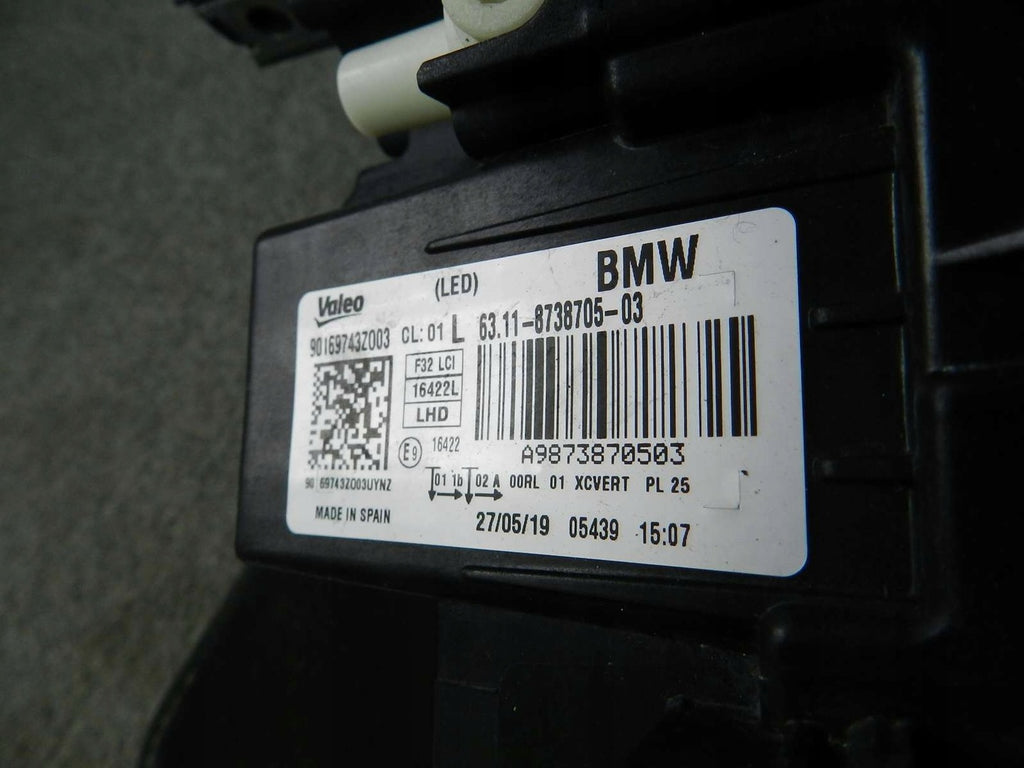 Valeo (LED) BMW
90I69743Z003 CL: 01 L 63.11-8738705-03
F32 LCI
16422L
LHD
E9 16422
A9873870503
90 69743Z003UYNZ
01 1b 02 A 00RL 01 XCVERT PL 25
MADE IN SPAIN
27/05/19 05439 15:07